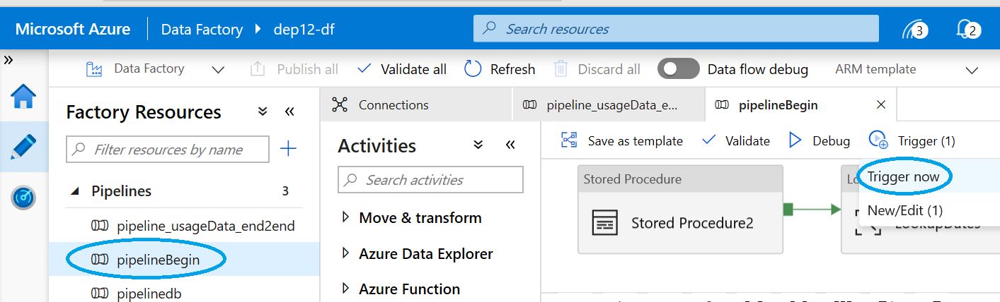 Microsoft Azure
Data Factory
dep12-df
Search resources
3
2
Data Factory
Publish all
Validate all
Refresh
Discard all
Data flow debug
ARM template
Factory Resources
Filter resources by name
Pipelines
3
pipeline_usageData_end2end
pipelineBegin
pipelinedb
Connections
pipeline_usageData_e...
pipelineBegin
Activities
Search activities
Move & transform
Azure Data Explorer
Azure Function
Save as template
Validate
Debug
Trigger (1)
Trigger now
New/Edit (1)
Stored Procedure
Stored Procedure2
Lo
LookupDates